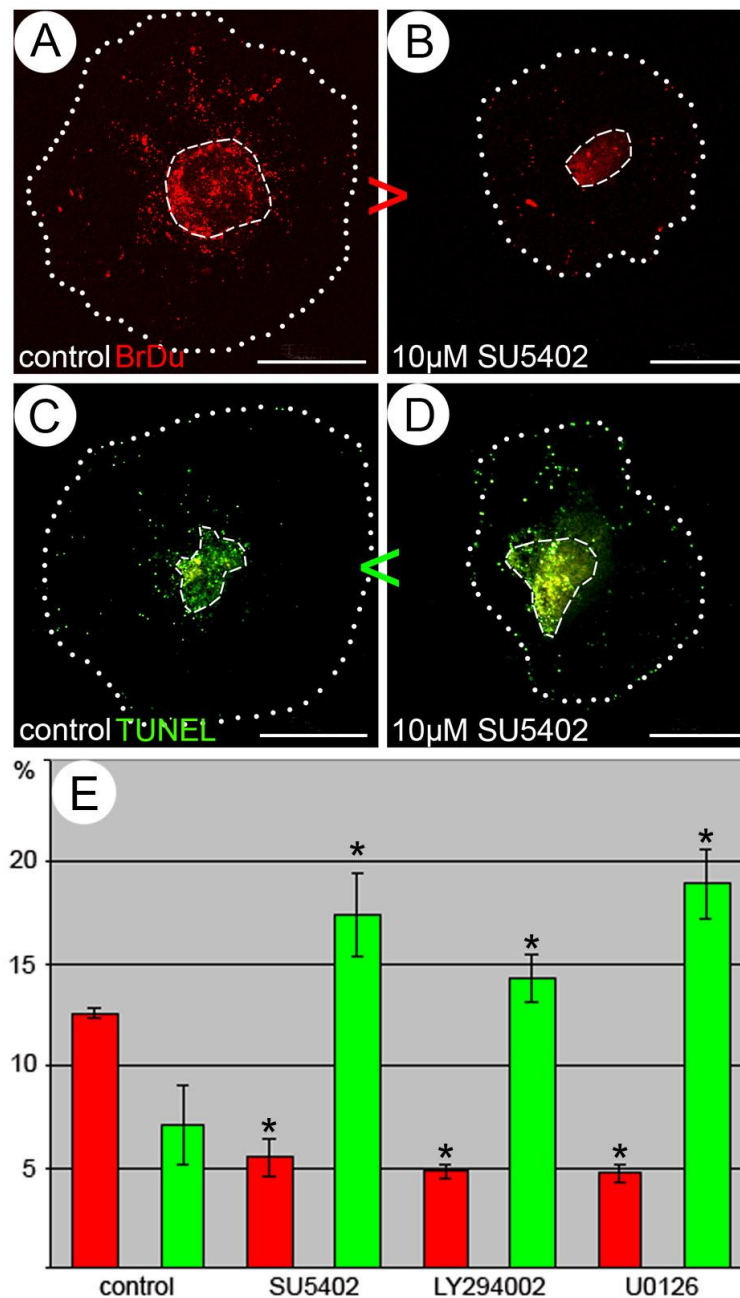 A
B
>
control BrDu
10µM SU5402
C
D
<
control TUNEL
10µM SU5402
%
E
20
*
*
15
*
10
*
*
*
5
control SU5402 LY294002 U0126